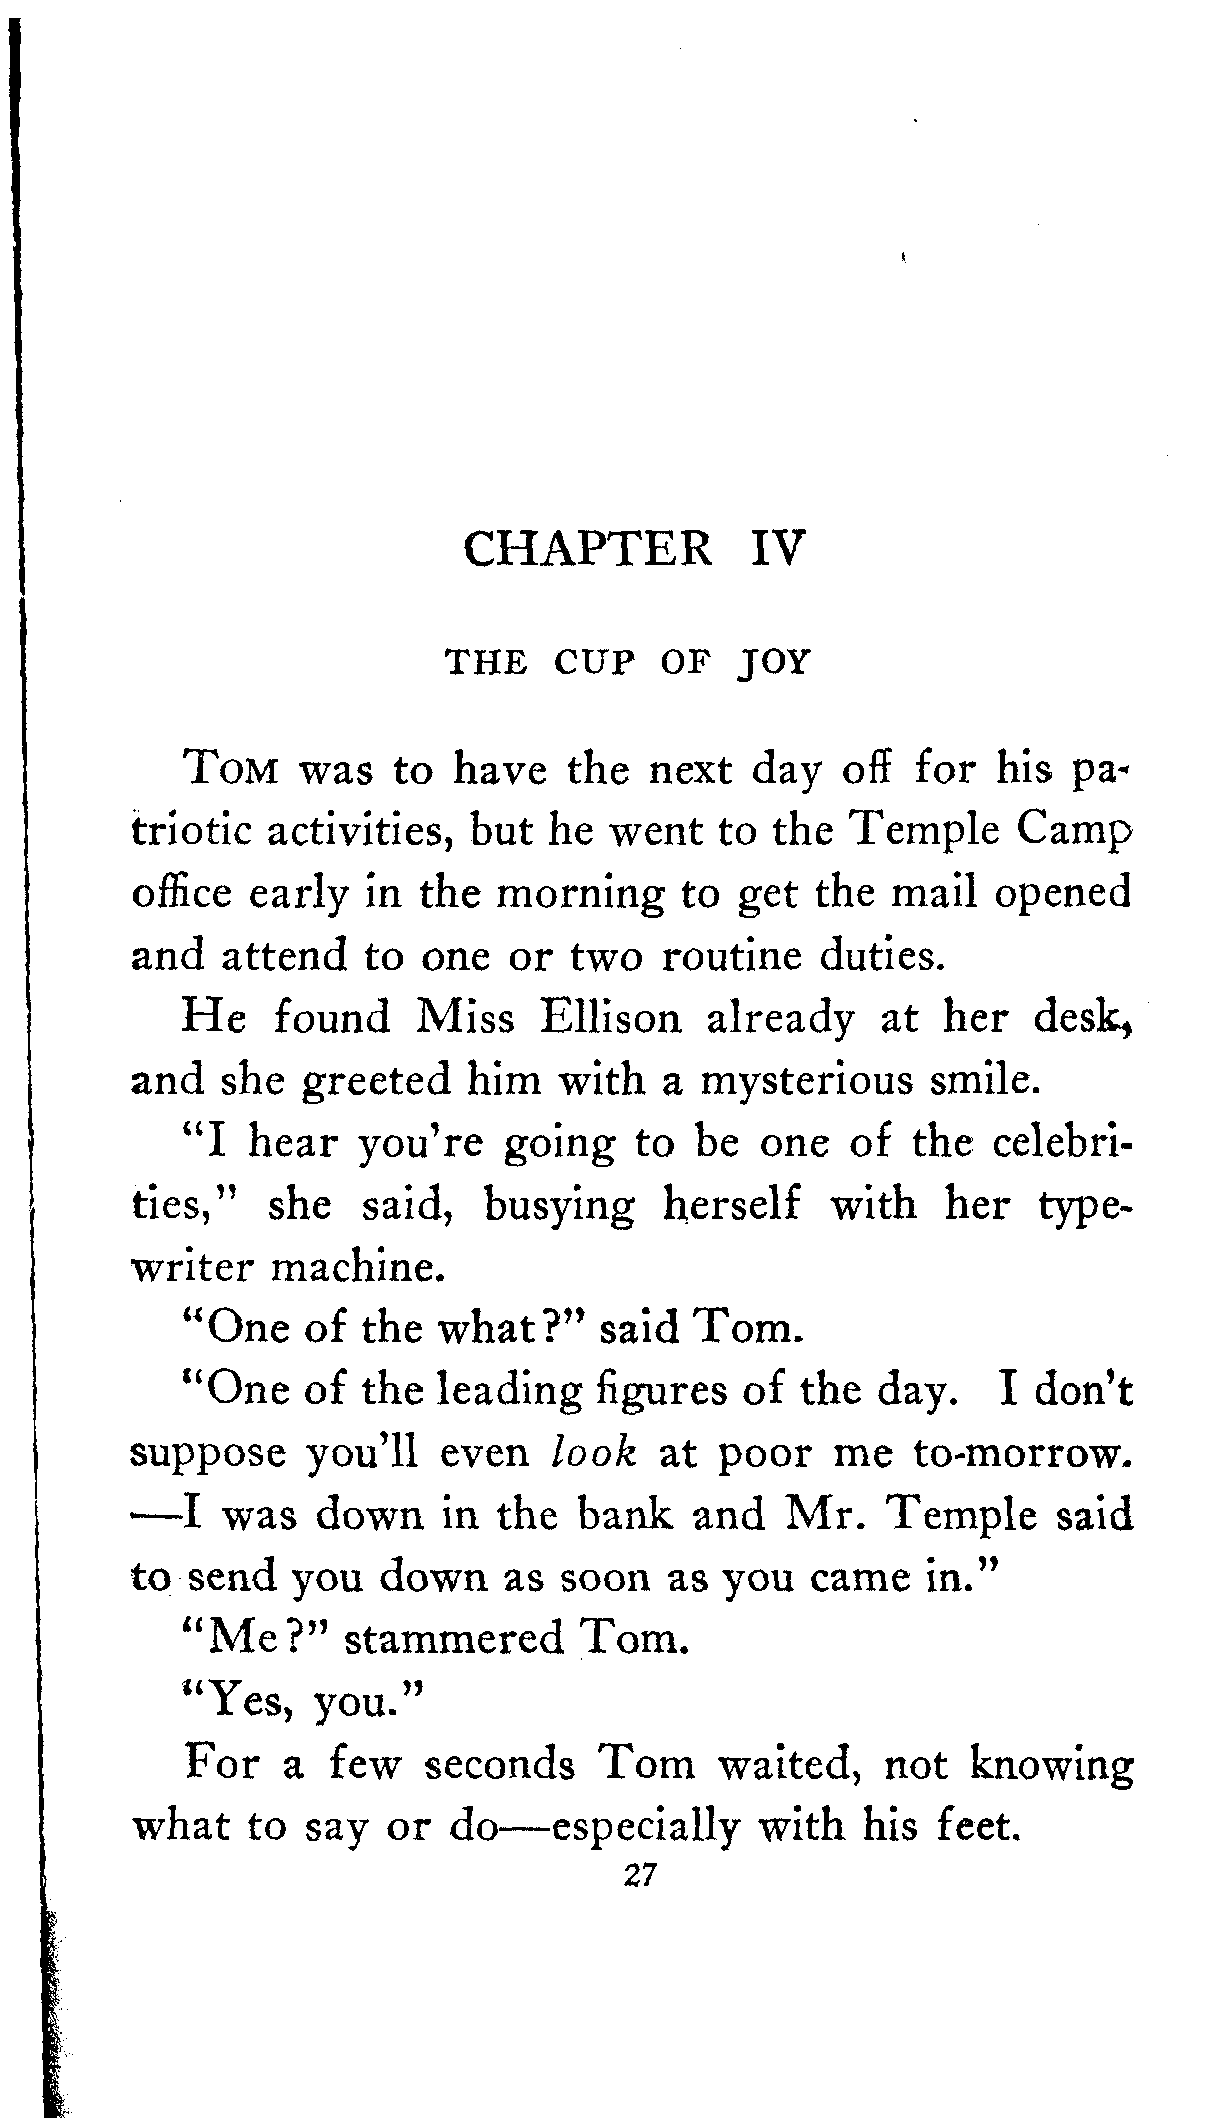 CHAPTER IV
THE CUP OF JOY
TOM was to have the next day off for his pa-
triotic activities, but he went to the Temple Camp
office early in the morning to get the mail opened
and attend to one or two routine duties.
He found Miss Ellison already at her desk,
and she greeted him with a mysterious smile.
"I hear you're going to be one of the celebri-
ties," she said, busying herself with her type-
writer machine.
"One of the what?" said Tom.
"One of the leading figures of the day. I don't
suppose you'll even look at poor me to-morrow.
—I was down in the bank and Mr. Temple said
to send you down as soon as you came in."
"Me?" stammered Tom.
"Yes, you."
For a few seconds Tom waited, not knowing
what to say or do—especially with his feet.
27